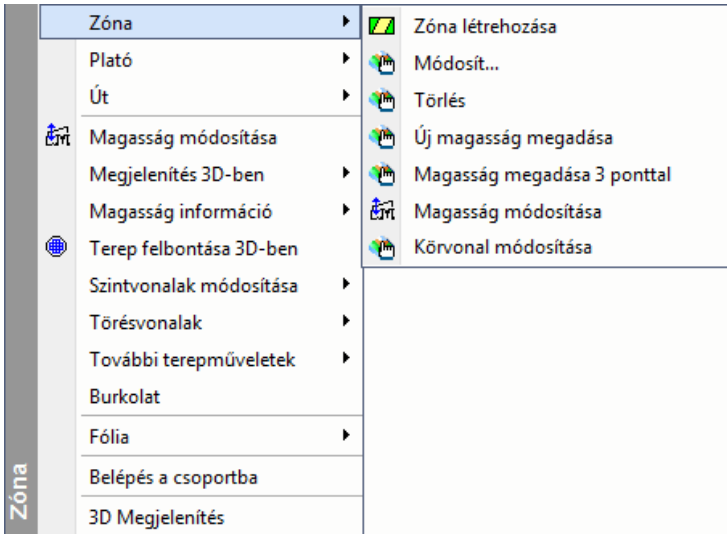 Zóna
Plató
Út
Magasság módosítása
Megjelenítés 3D-ben
Magasság információ
Terep felbontása 3D-ben
Szintvonalak módosítása
Törésvonalak
További terepműveletek
Burkolat
Fólia
Belépés a csoportba
3D Megjelenítés
Zóna
Zóna létrehozása
Módosít...
Törlés
Új magasság megadása
Magasság megadása 3 ponttal
Magasság módosítása
Körvonal módosítása